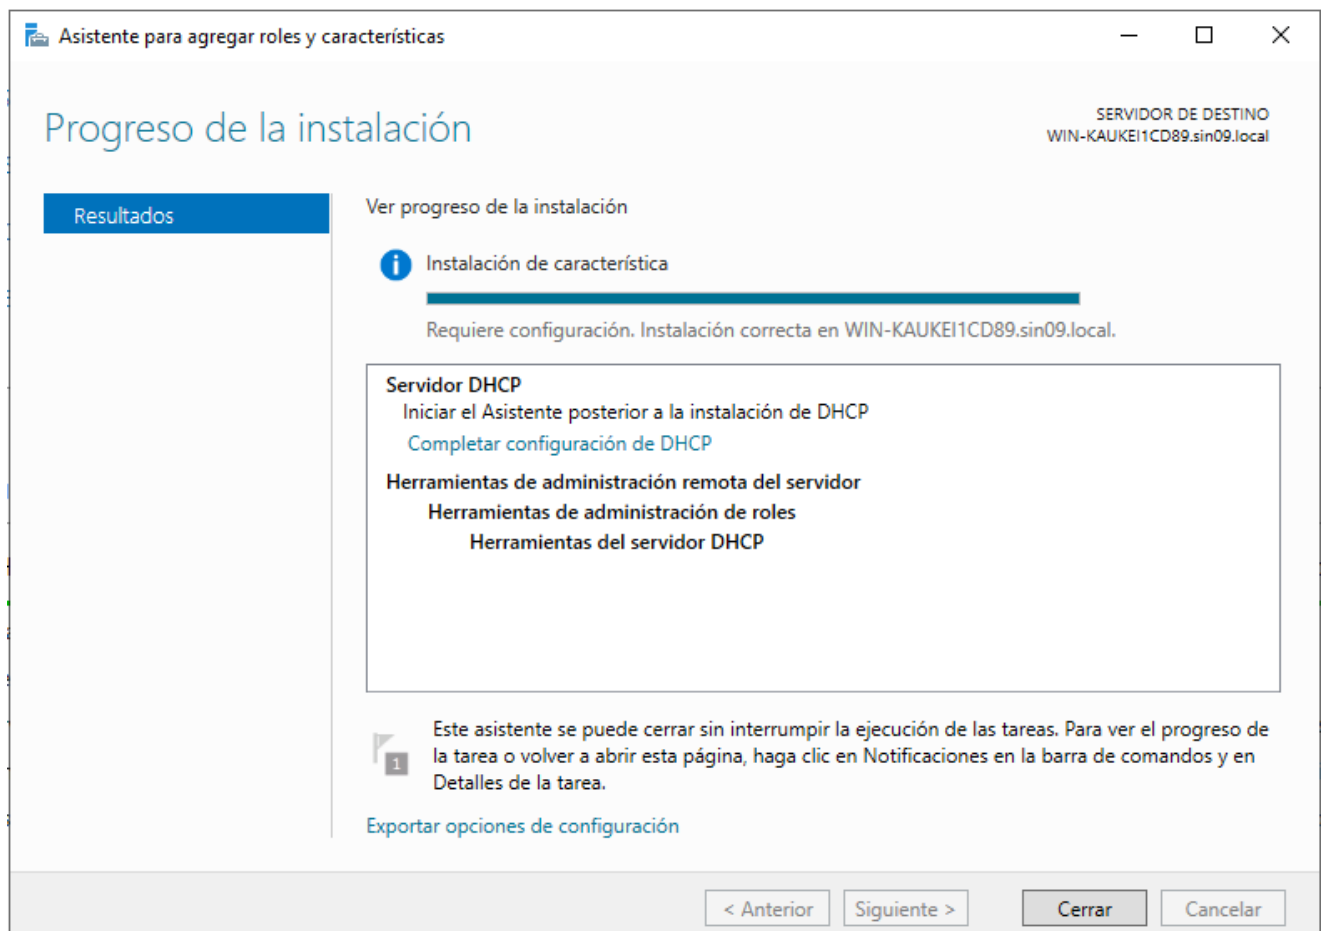 Asistente para agregar roles y características
Progreso de la instalación
SERVIDOR DE DESTINO
WIN-KAUKEI1CD89.sin09.local
Resultados
Ver progreso de la instalación
Instalación de característica
Requiere configuración. Instalación correcta en WIN-KAUKEI1CD89.sin09.local.
Servidor DHCP
Iniciar el Asistente posterior a la instalación de DHCP
Completar configuración de DHCP
Herramientas de administración remota del servidor
Herramientas de administración de roles
Herramientas del servidor DHCP
1
Este asistente se puede cerrar sin interrumpir la ejecución de las tareas. Para ver el progreso de
la tarea o volver a abrir esta página, haga clic en Notificaciones en la barra de comandos y en
Detalles de la tarea.
Exportar opciones de configuración
< Anterior
Siguiente >
Cerrar
Cancelar